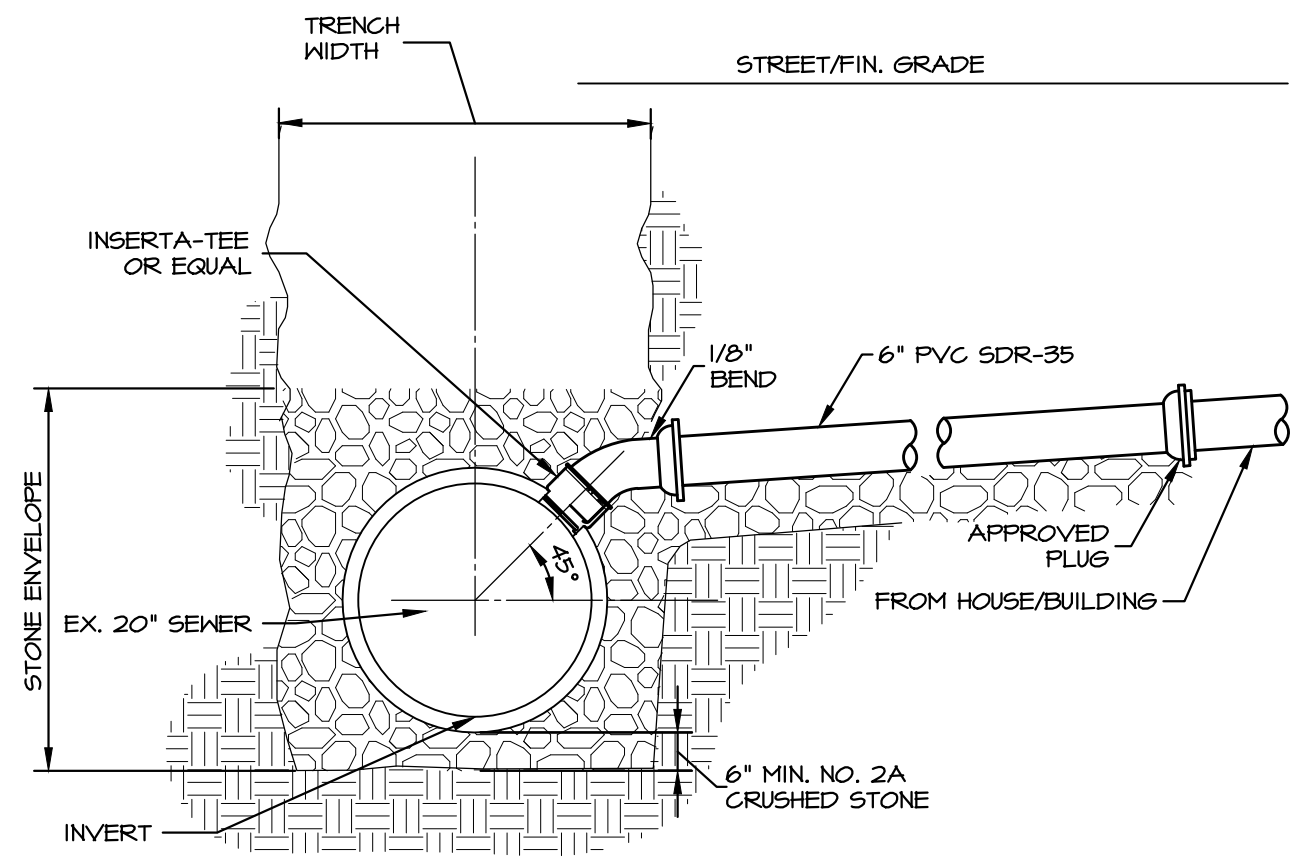 TRENCH
WIDTH
STREET/FIN. GRADE
INSERTA-TEE
OR EQUAL
1/8"
BEND
6" PVC SDR-35
STONE ENVELOPE
45°
APPROVED
PLUG
FROM HOUSE/BUILDING
EX. 20" SEWER
6" MIN. NO. 2A
CRUSHED STONE
INVERT